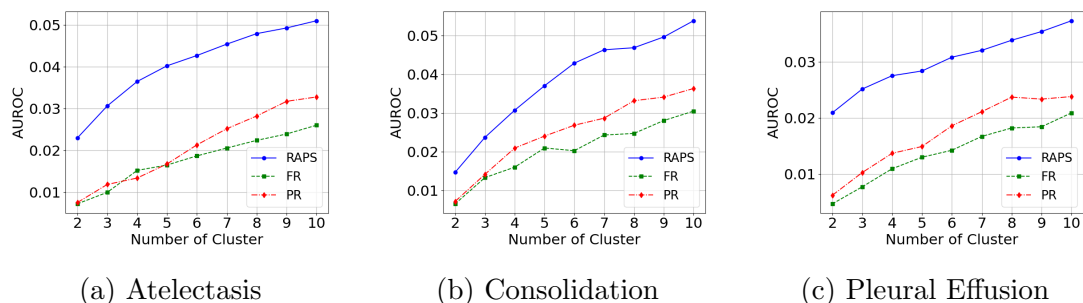 AUROC
0.05
0.04
0.03
0.02
0.01
2 3 4 5 6 7 8 9 10
Number of Cluster
RAPS
FR
PR
(a) Atelectasis
AUROC
0.05
0.04
0.03
0.02
0.01
2 3 4 5 6 7 8 9 10
Number of Cluster
RAPS
FR
PR
(b) Consolidation
AUROC
0.03
0.02
0.01
2 3 4 5 6 7 8 9 10
Number of Cluster
RAPS
FR
PR
(c) Pleural Effusion